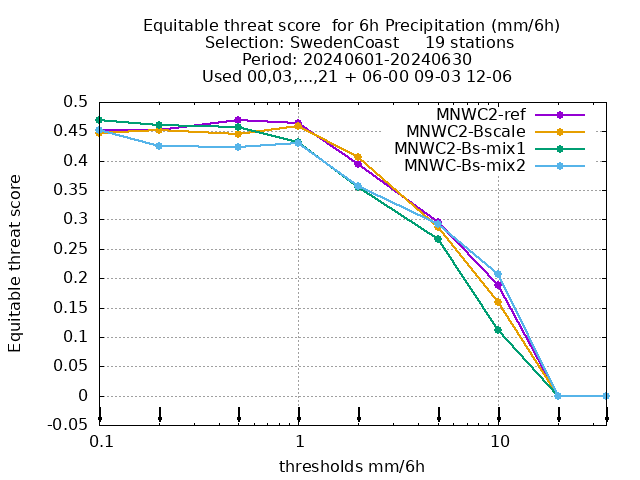 Equitable threat score  for 6h Precipitation (mm/6h)
Selection: SwedenCoast     19 stations
Period: 20240601-20240630
Used 00,03,...,21 + 06-00 09-03 12-06
MNWC2-ref
MNWC2-Bscale
MNWC2-Bs-mix1
MNWC-Bs-mix2
Equitable threat score
0.5
0.45
0.4
0.35
0.3
0.25
0.2
0.15
0.1
0.05
0
-0.05
0.1
1
10
thresholds mm/6h